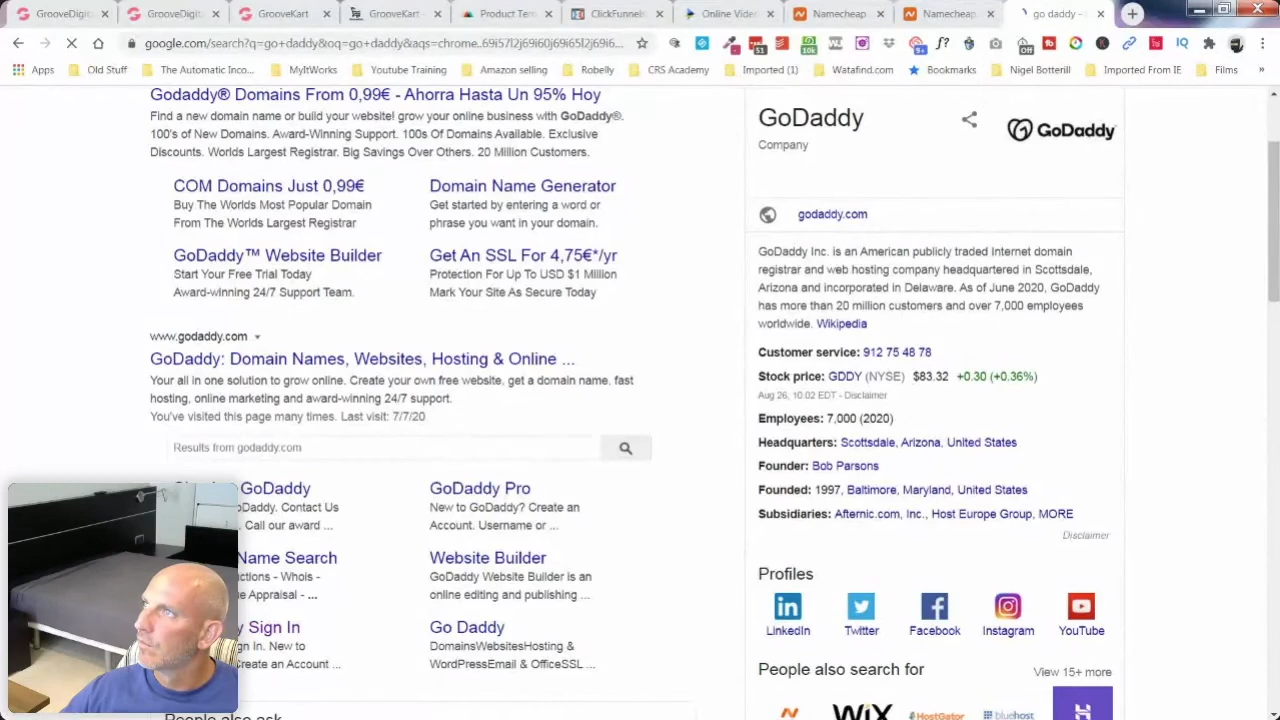 GrooveDigi
GrooveDigit
GrooveKart
GrooveKart
Product Tem
ClickFunnels
Online Video
Namecheap
Namecheap
go daddy -
google.com/search?q=go+daddy&oq=go+daddy&aqs=chrome..69i57j2j69i60j69i65l2j69i6...
Apps
Old Stuff
The Automatic Inco...
MyItWorks
Youtube Training
Amazon selling
Robelly
CRS Academy
Imported (1)
Watafind.com
Bookmarks
Nigel Botterill
Imported From IE
Films
Godaddy® Domains From 0,99€ - Ahorra Hasta Un 95% Hoy
Find a new domain name or build your website! grow your online business with GoDaddy®.
100's of New Domains. Award-Winning Support. 100s Of Domains Available. Exclusive
Discounts. Worlds Largest Registrar. Big Savings Over Others. 20 Million Customers.
COM Domains Just 0,99€
Buy The Worlds Most Popular Domain
From The Worlds Largest Registrar
Domain Name Generator
Get started by entering a word or
phrase you want in your domain.
GoDaddy™ Website Builder
Start Your Free Trial Today
Award-winning 24/7 Support Team.
Get An SSL For 4,75€*/yr
Protection For Up To USD $1 Million
Mark Your Site As Secure Today
www.godaddy.com
GoDaddy: Domain Names, Websites, Hosting & Online ...
Your all in one solution to grow online. Create your own free website, get a domain name, fast
hosting, online marketing and award-winning 24/7 support.
You've visited this page many times. Last visit: 7/7/20
Results from godaddy.com
GoDaddy
oDaddy. Contact Us
Call our award ...
GoDaddy Pro
New to GoDaddy? Create an
Account. Username or ...
Name Search
ctions - Whois -
e Appraisal - ...
Website Builder
GoDaddy Website Builder is an
online editing and publishing ...
y Sign In
gn In. New to
Create an Account ...
Go Daddy
DomainsWebsitesHosting &
WordPressEmail & OfficeSSL ...
People also ask
GoDaddy
Company
GoDaddy
godaddy.com
GoDaddy Inc. is an American publicly traded Internet domain
registrar and web hosting company headquartered in Scottsdale,
Arizona and incorporated in Delaware. As of June 2020, GoDaddy
has more than 20 million customers and over 7,000 employees
worldwide. Wikipedia
Customer service: 912 75 48 78
Stock price: GDDY (NYSE) $83.32 +0.30 (+0.36%)
Aug 26, 10:02 EDT - Disclaimer
Employees: 7,000 (2020)
Headquarters: Scottsdale, Arizona, United States
Founder: Bob Parsons
Founded: 1997, Baltimore, Maryland, United States
Subsidiaries: Afternic.com, Inc., Host Europe Group, MORE
Disclaimer
Profiles
LinkedIn
Twitter
Facebook
Instagram
YouTube
People also search for
View 15+ more
WiX
HostGator
bluehost